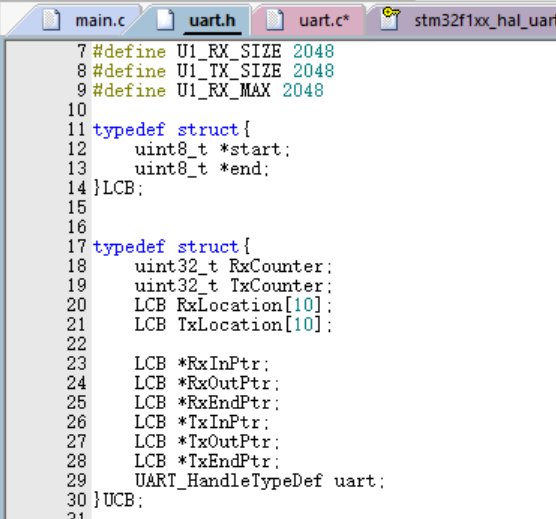 main.c uart.h uart.c* stm32f1xx_hal_uart
7 #define U1_RX_SIZE 2048
8 #define U1_TX_SIZE 2048
9 #define U1_RX_MAX 2048
10
11 typedef struct{
12 uint8_t *start;
13 uint8_t *end;
14 }LCB;
15
16
17 typedef struct{
18 uint32_t RxCounter;
19 uint32_t TxCounter;
20 LCB RxLocation[10];
21 LCB TxLocation[10];
22
23 LCB *RxInPtr;
24 LCB *RxOutPtr;
25 LCB *RxEndPtr;
26 LCB *TxInPtr;
27 LCB *TxOutPtr;
28 LCB *TxEndPtr;
29 UART_HandleTypeDef uart;
30 }UCB;
31